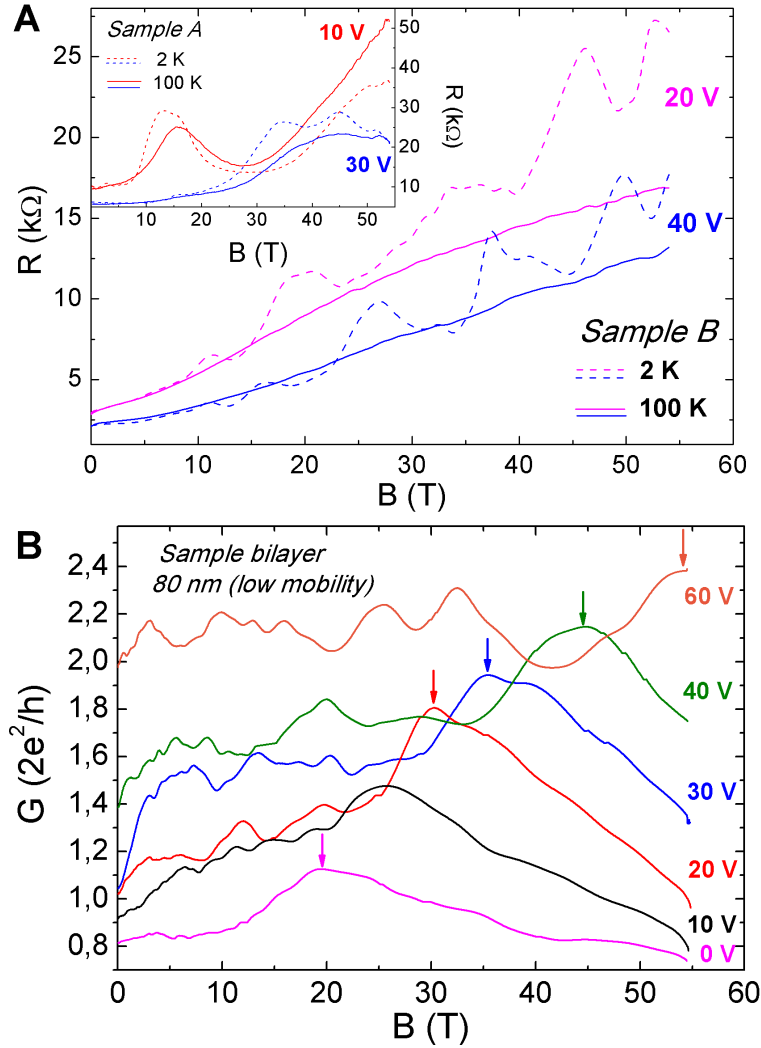 A
Sample A
2 K
100 K
10 V
30 V
50
40
30
20
10
R (kΩ)
10 20 30 40 50
B (T)
25
20
15
10
5
R (kΩ)
20 V
40 V
Sample B
2 K
100 K
0 10 20 30 40 50 60
B (T)
B
Sample bilayer
80 nm (low mobility)
2,4
2,2
2,0
1,8
1,6
1,4
1,2
1,0
0,8
G (2e²/h)
60 V
40 V
30 V
20 V
10 V
0 V
0 10 20 30 40 50 60
B (T)